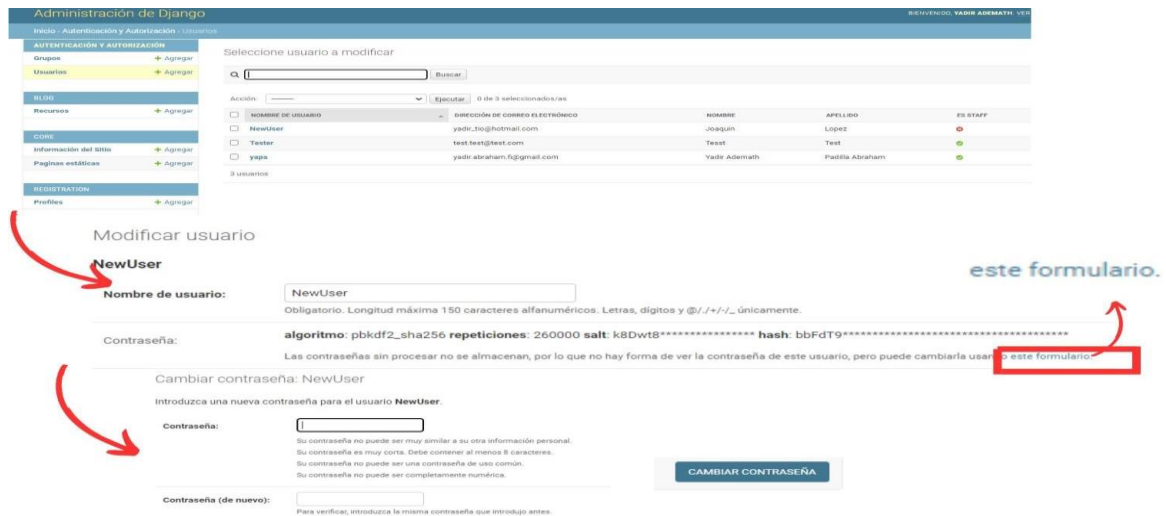 Administración de Django
BIENVENIDO, YADIR ADEMATH. VER
Inicio › Autenticación y Autorización › Usuarios
AUTENTICACIÓN Y AUTORIZACIÓN
Grupos + Agregar
Usuarios + Agregar
BLOG
Recursos + Agregar
CORE
Información del Sitio + Agregar
Paginas estáticas + Agregar
REGISTRATION
Profiles + Agregar
Seleccione usuario a modificar
Buscar
Acción: --------- Ejecutar 0 de 3 seleccionados/as
NOMBRE DE USUARIO DIRECCIÓN DE CORREO ELECTRÓNICO NOMBRE APELLIDO ES STAFF
NewUser yadir_tio@hotmail.com Joaquin Lopez
Tester test.test@test.com Tesst Test
yapa yadir.abraham.fi@gmail.com Yadir Ademath Padilla Abraham
3 usuarios
Modificar usuario
NewUser
este formulario.
Nombre de usuario: NewUser
Obligatorio. Longitud máxima 150 caracteres alfanuméricos. Letras, dígitos y @/./+/-/_ únicamente.
Contraseña: algoritmo: pbkdf2_sha256 repeticiones: 260000 salt: k8Dwt8**************** hash: bbFdT9**************************************
Las contraseñas sin procesar no se almacenan, por lo que no hay forma de ver la contraseña de este usuario, pero puede cambiarla usando este formulario.
Cambiar contraseña: NewUser
Introduzca una nueva contraseña para el usuario NewUser.
Contraseña:
Su contraseña no puede ser muy similar a su otra información personal.
Su contraseña es muy corta. Debe contener al menos 8 caracteres.
Su contraseña no puede ser una contraseña de uso común.
Su contraseña no puede ser completamente numérica.
CAMBIAR CONTRASEÑA
Contraseña (de nuevo):
Para verificar, introduzca la misma contraseña que introdujo antes.